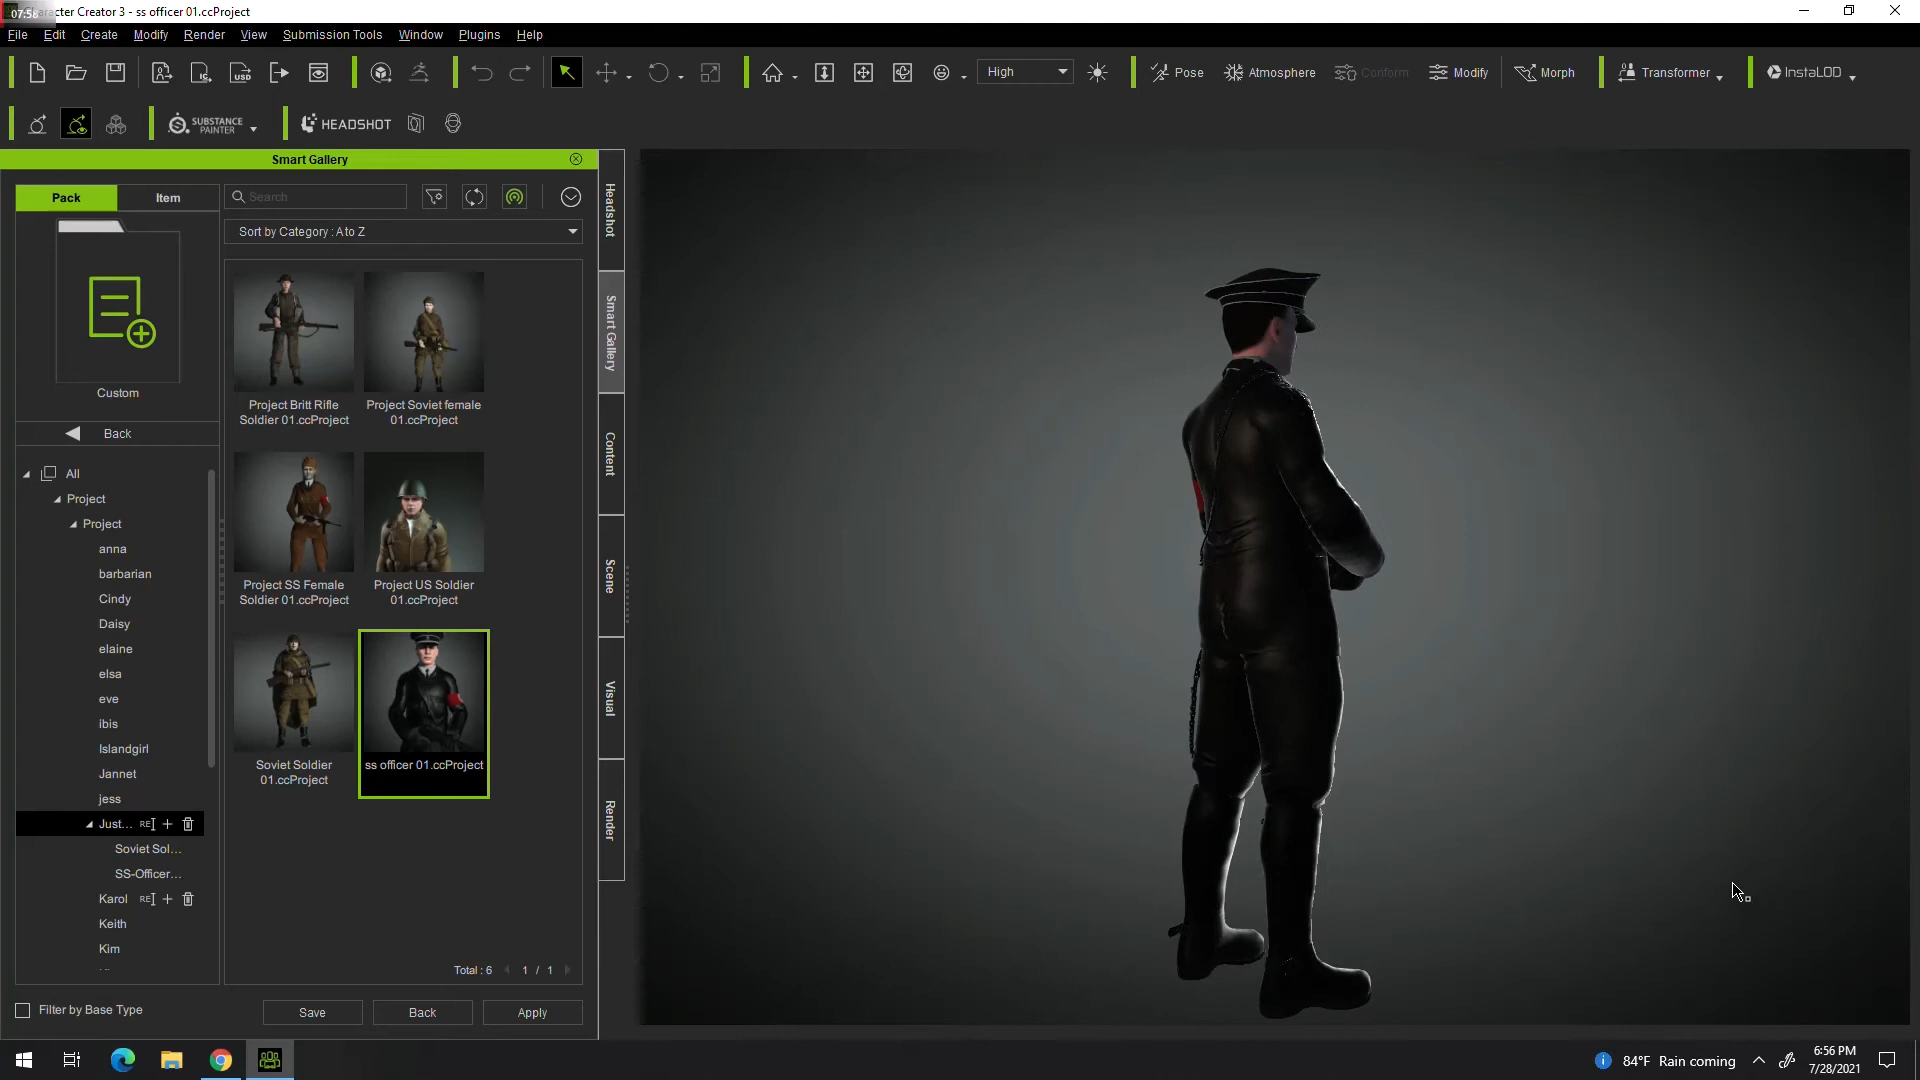 07:58
racter Creator 3 - ss officer 01.ccProject
File Edit Create Modify Render View Submission Tools Window Plugins Help
High
Pose
Atmosphere
Conform
Modify
Morph
Transformer
InstaLOD
SUBSTANCE
PAINTER
HEADSHOT
Smart Gallery
Pack
Item
Search
Sort by Category : A to Z
Custom
Back
All
Project
Project
anna
barbarian
Cindy
Daisy
elaine
elsa
eve
ibis
Islandgirl
Jannet
jess
Just...
Soviet Sol...
SS-Officer...
Karol
Keith
Kim
Project Britt Rifle
Soldier 01.ccProject
Project Soviet female
01.ccProject
Project SS Female
Soldier 01.ccProject
Project US Soldier
01.ccProject
Soviet Soldier
01.ccProject
ss officer 01.ccProject
Total : 6 1 / 1
Filter by Base Type
Save
Back
Apply
Headshot
Smart Gallery
Content
Scene
Visual
Render
84°F Rain coming
6:56 PM
7/28/2021